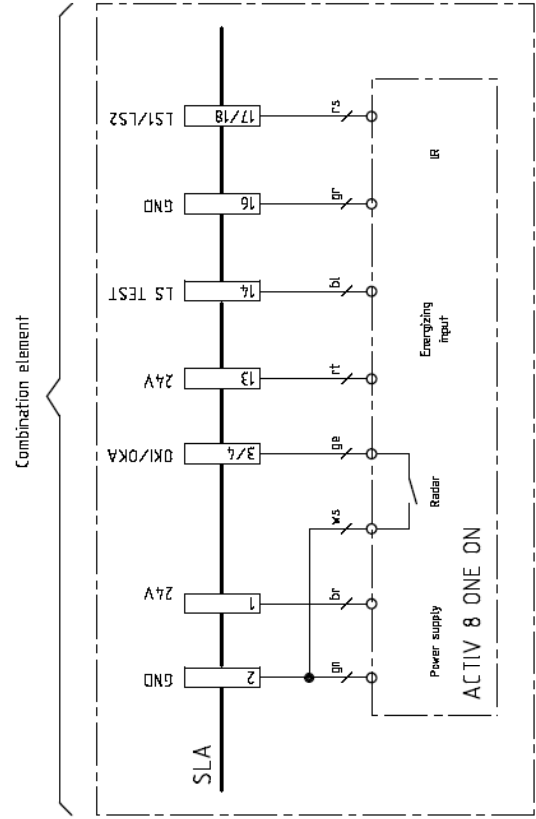 Combination element
LS1/LS2
17/18
rs
GND
16
gr
IR
LS TEST
14
bl
Energizing
input
24V
13
rt
OKI/OKA
3/4
ge
Radar
ws
24V
1
br
Power supply
GND
2
gn
SLA
ACTIV 8 ONE ON